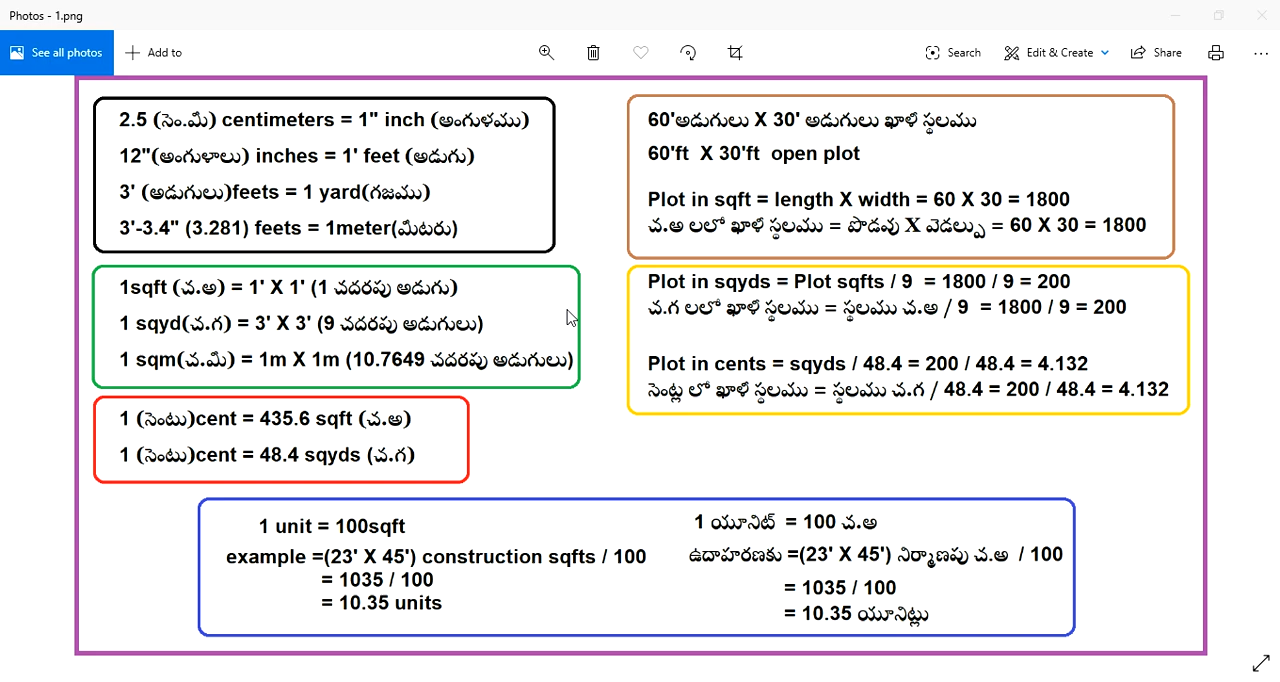 Photos - 1.png
See all photos
Add to
Search
Edit & Create
Share
2.5 (సెం.మి) centimeters = 1" inch (అంగుళము)
12"(అంగుళాలు) inches = 1' feet (అడుగు)
3' (అడుగులు)feets = 1 yard(గజము)
3'-3.4" (3.281) feets = 1meter(మీటరు)
1sqft (చ.అ) = 1' X 1' (1 చదరపు అడుగు)
1 sqyd(చ.గ) = 3' X 3' (9 చదరపు అడుగులు)
1 sqm(చ.మి) = 1m X 1m (10.7649 చదరపు అడుగులు)
1 (సెంటు)cent = 435.6 sqft (చ.అ)
1 (సెంటు)cent = 48.4 sqyds (చ.గ)
60'అడుగులు X 30' అడుగులు ఖాళీ స్థలము
60'ft X 30'ft open plot
Plot in sqft = length X width = 60 X 30 = 1800
చ.అ లలో ఖాళీ స్థలము = పొడవు X వెడల్పు = 60 X 30 = 1800
Plot in sqyds = Plot sqfts / 9 = 1800 / 9 = 200
చ.గ లలో ఖాళీ స్థలము = స్థలము చ.అ / 9 = 1800 / 9 = 200
Plot in cents = sqyds / 48.4 = 200 / 48.4 = 4.132
సెంట్ల లో ఖాళీ స్థలము = స్థలము చ.గ / 48.4 = 200 / 48.4 = 4.132
1 unit = 100sqft
example =(23' X 45') construction sqfts / 100
= 1035 / 100
= 10.35 units
1 యూనిట్ = 100 చ.అ
ఉదాహరణకు =(23' X 45') నిర్మాణపు చ.అ / 100
= 1035 / 100
= 10.35 యూనిట్లు